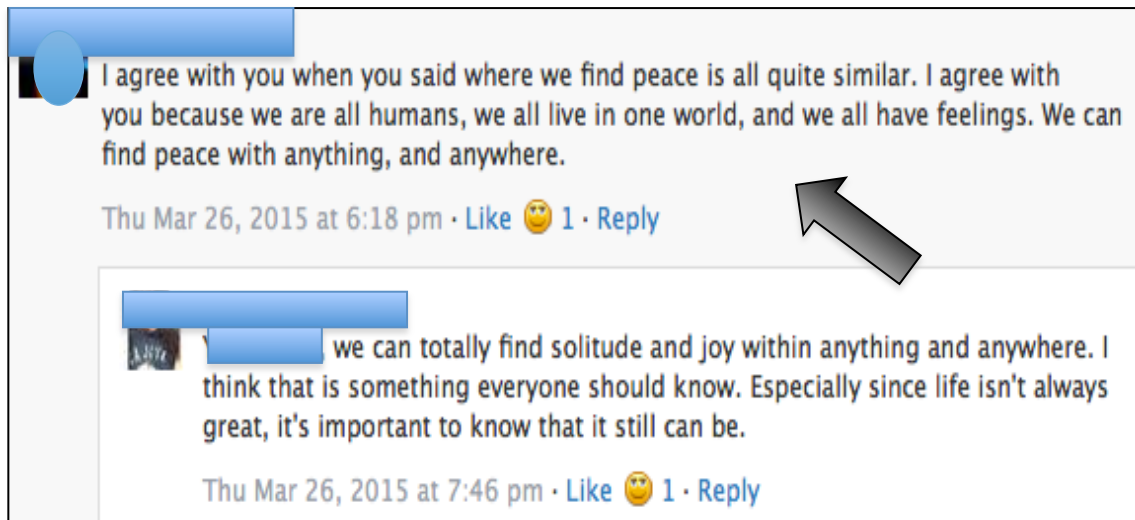 I agree with you when you said where we find peace is all quite similar. I agree with
you because we are all humans, we all live in one world, and we all have feelings. We can
find peace with anything, and anywhere.
Thu Mar 26, 2015 at 6:18 pm · Like 1 · Reply
, we can totally find solitude and joy within anything and anywhere. I
think that is something everyone should know. Especially since life isn't always
great, it's important to know that it still can be.
Thu Mar 26, 2015 at 7:46 pm · Like 1 · Reply